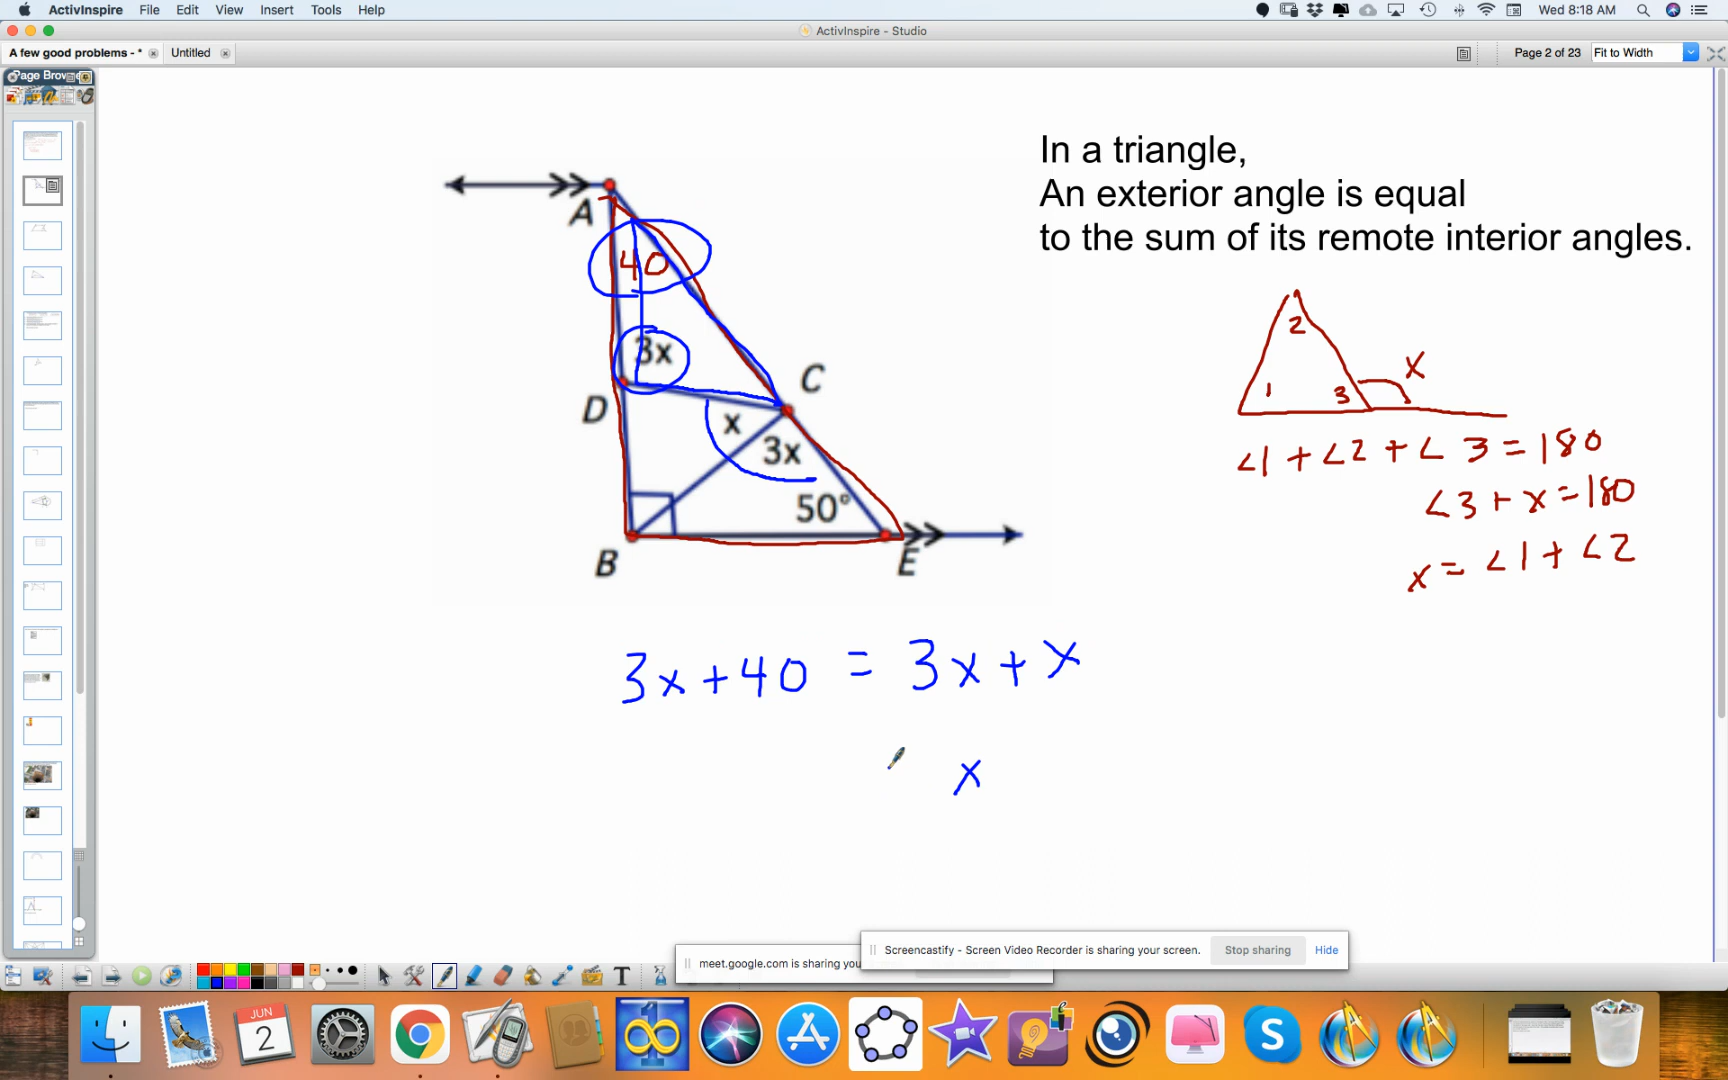 ActivInspire File Edit View Insert Tools Help
Wed 8:18 AM
ActivInspire - Studio
A few good problems - *
Untitled
Page 2 of 23
Fit to Width
Page Brow
In a triangle,
An exterior angle is equal
to the sum of its remote interior angles.
A
40
3x
C
D
x
3x
50°
B
E
2
x
1
3
∠1 + ∠2 + ∠3 = 180
∠3 + x = 180
x = ∠1 + ∠2
3x + 40 = 3x + x
x
meet.google.com is sharing you
Screencastify - Screen Video Recorder is sharing your screen.
Stop sharing
Hide
T
JUN
2
1
S